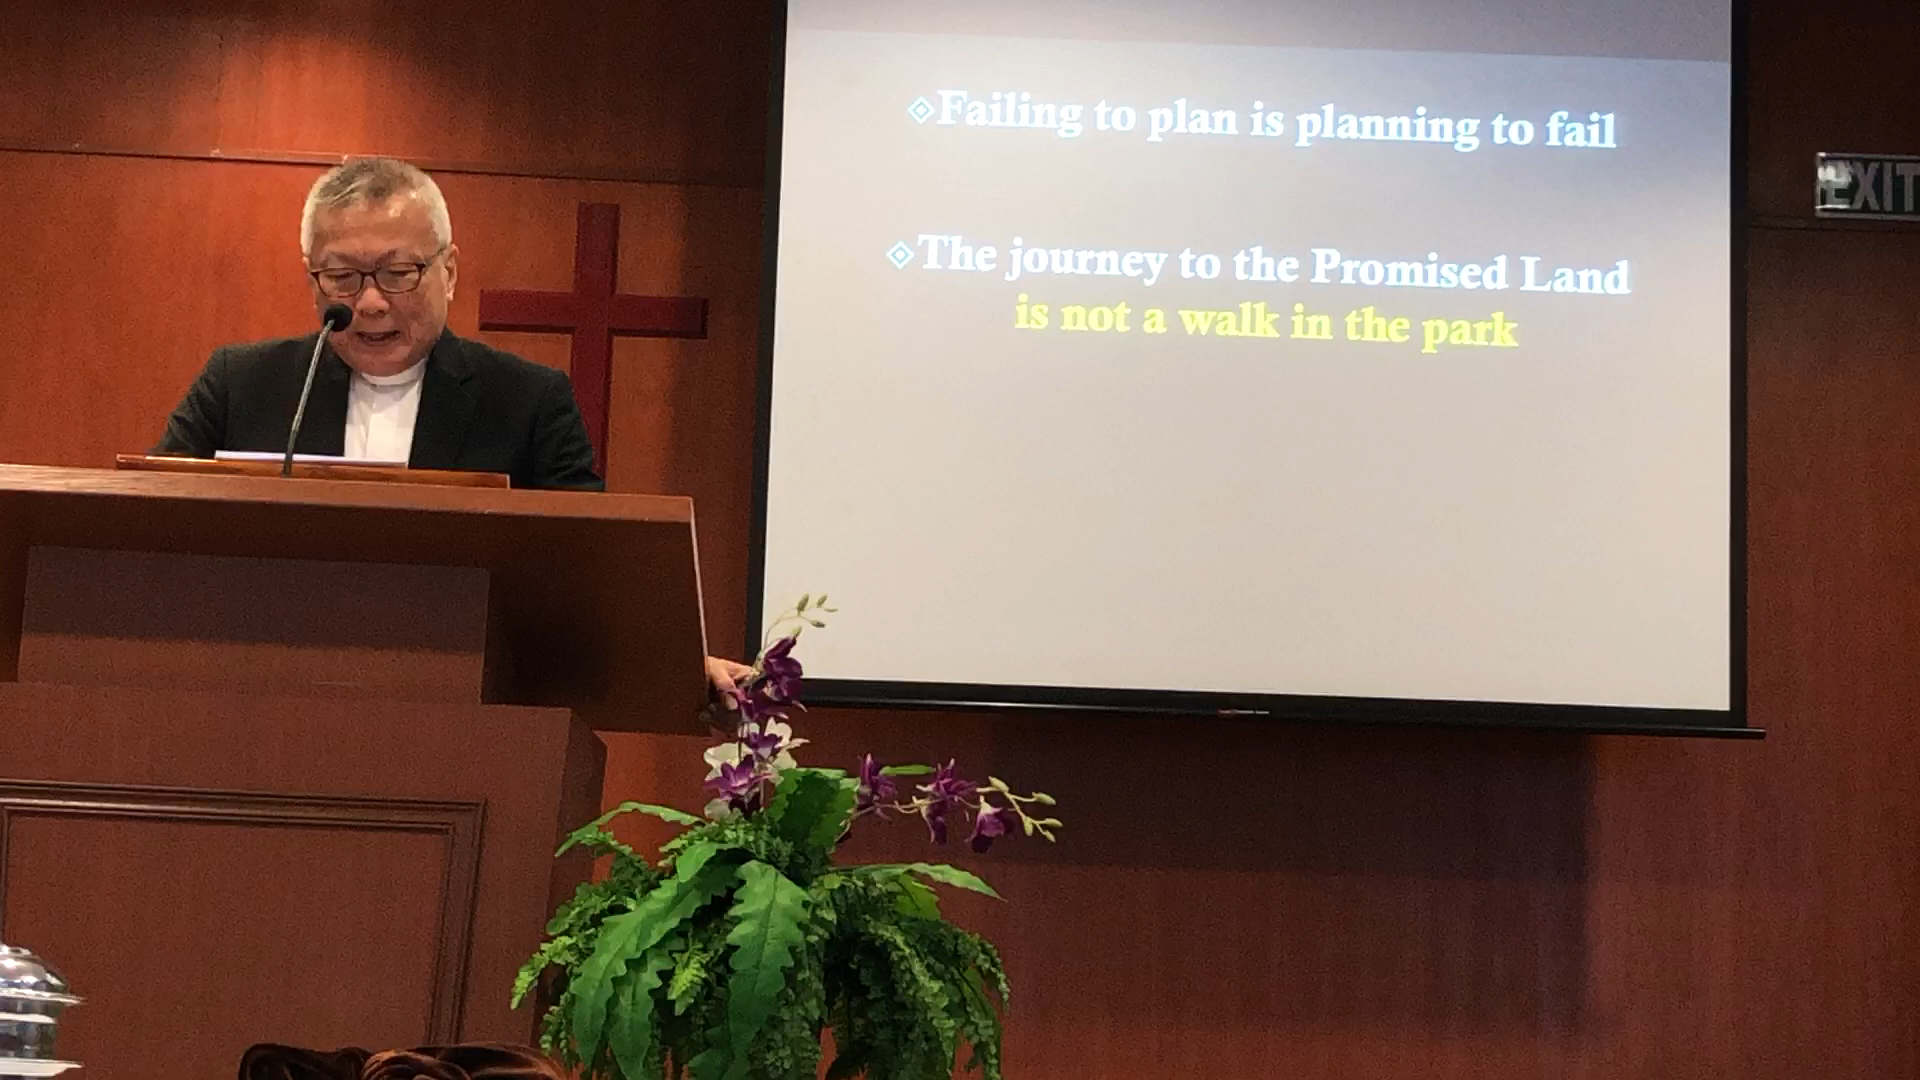 Failing to plan is planning to fail
The journey to the Promised Land
is not a walk in the park
EXIT